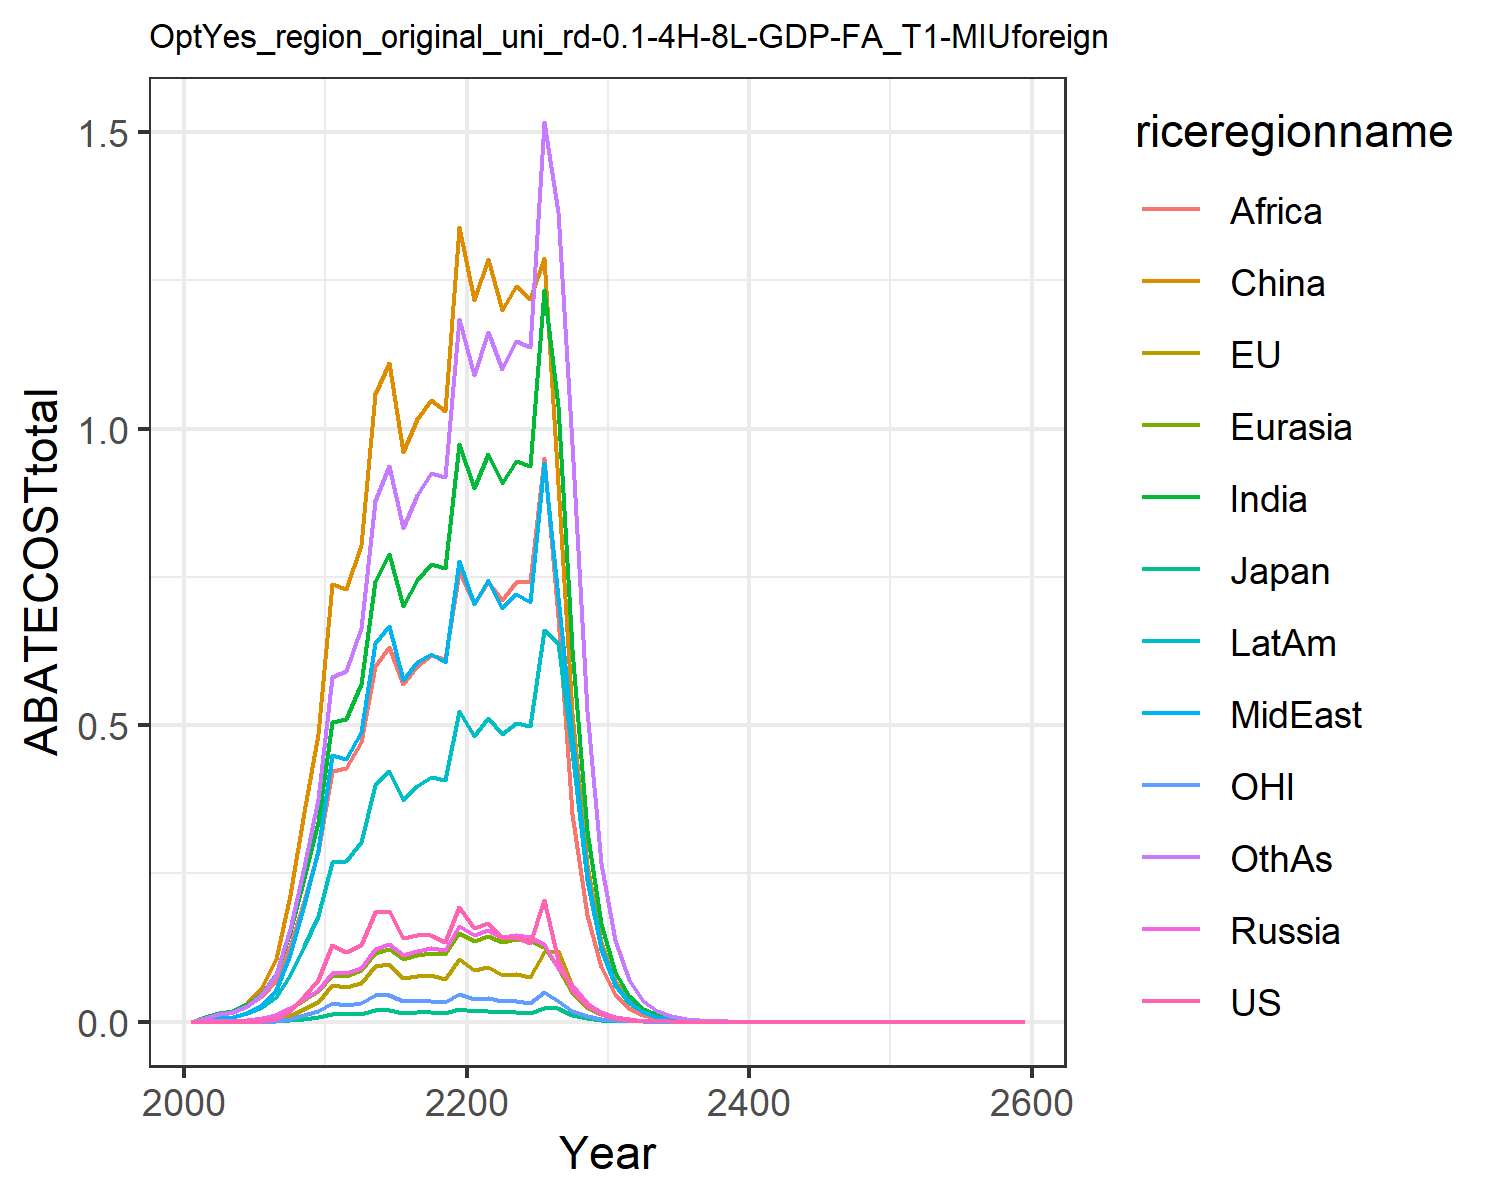 OptYes_region_original_uni_rd-0.1-4H-8L-GDP-FA_T1-MIUforeign
1.5
1.0
0.5
0.0
ABATECOSTtotal
2000 2200 2400 2600
Year
riceregionname
Africa
China
EU
Eurasia
India
Japan
LatAm
MidEast
OHI
OthAs
Russia
US